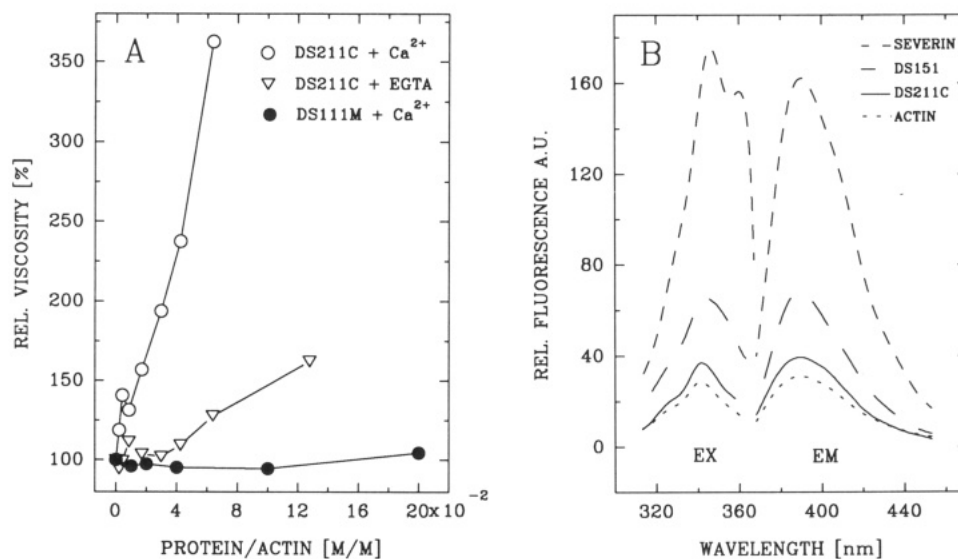 A
DS211C + Ca²⁺
DS211C + EGTA
DS111M + Ca²⁺
REL. VISCOSITY [%]
350
300
250
200
150
100
0 4 8 12 16 20x10⁻²
PROTEIN/ACTIN [M/M]
B
SEVERIN
DS151
DS211C
ACTIN
REL. FLUORESCENCE A.U.
160
120
80
40
0
EX EM
320 360 400 440
WAVELENGTH [nm]